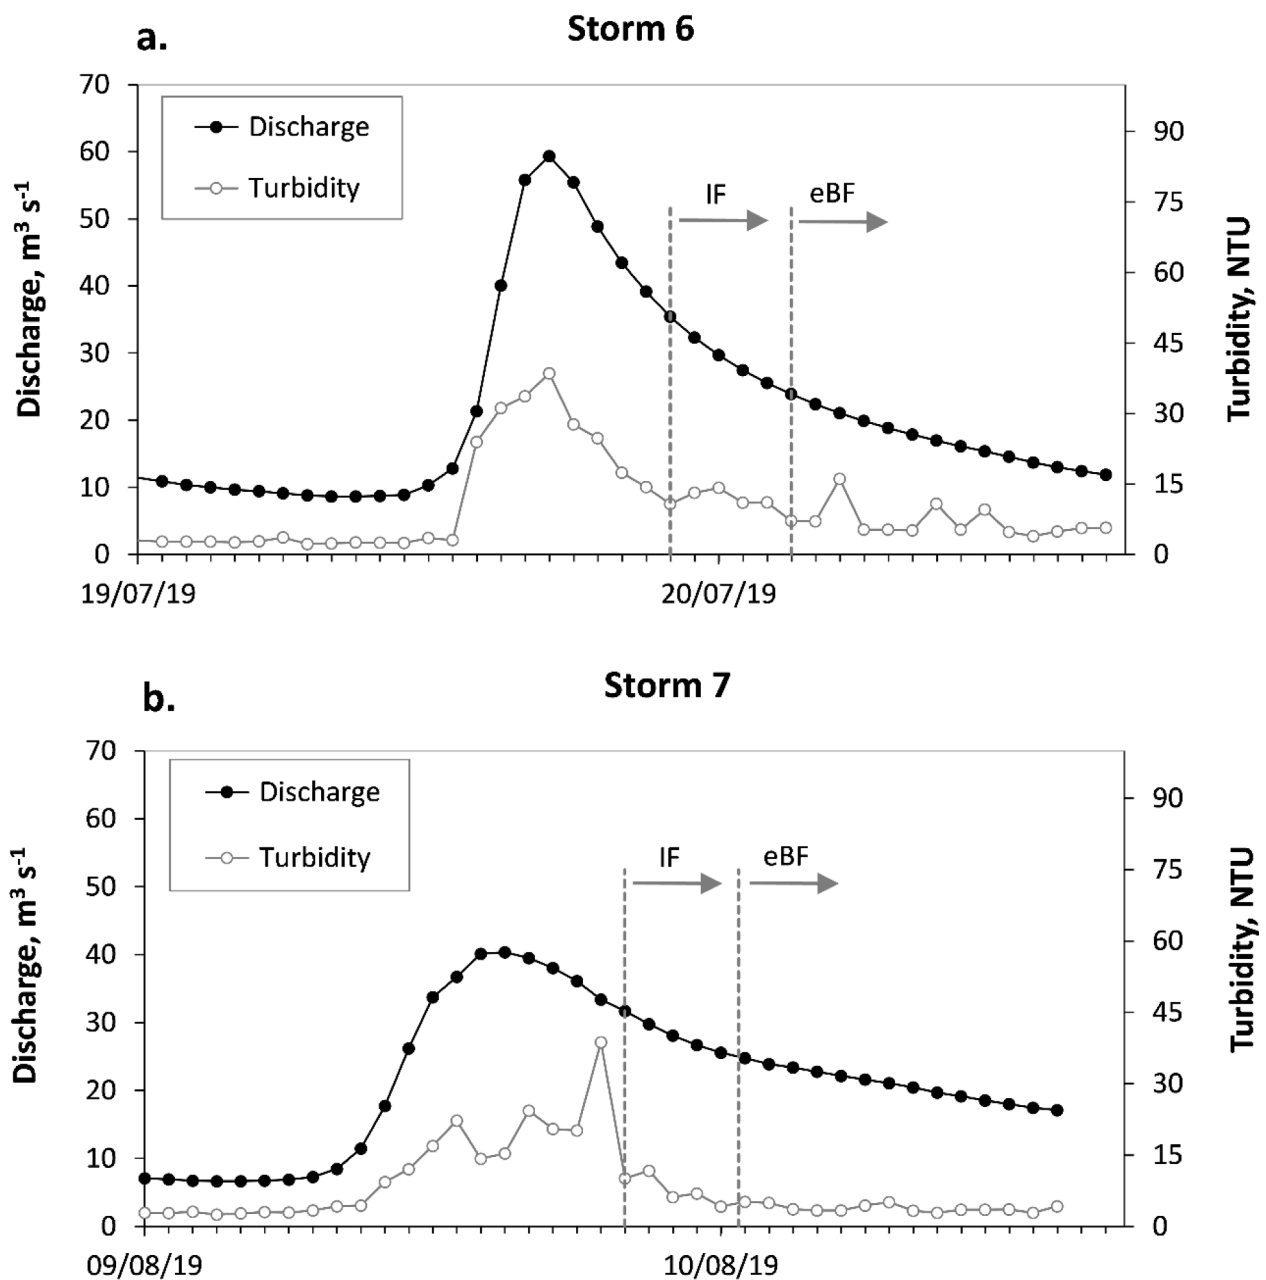 a.
Storm 6
70
60
50
40
30
20
10
0
Discharge, m³ s⁻¹
Discharge
Turbidity
IF
eBF
90
75
60
45
30
15
0
Turbidity, NTU
19/07/19
20/07/19
b.
Storm 7
70
60
50
40
30
20
10
0
Discharge, m³ s⁻¹
Discharge
Turbidity
IF
eBF
90
75
60
45
30
15
0
Turbidity, NTU
09/08/19
10/08/19